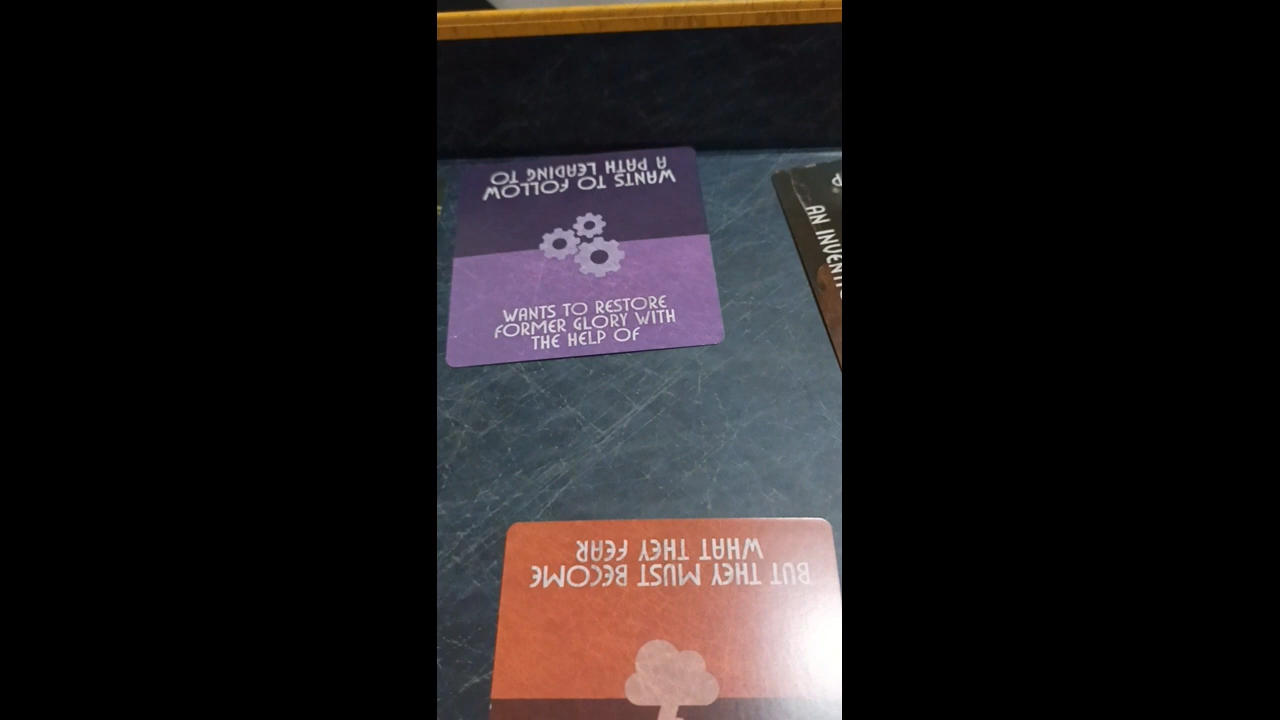 WANTS TO FOLLOW
A PATH LEADING TO
WANTS TO RESTORE
FORMER GLORY WITH
THE HELP OF
AN
BUT THEY MUST BECOME
WHAT THEY FEAR